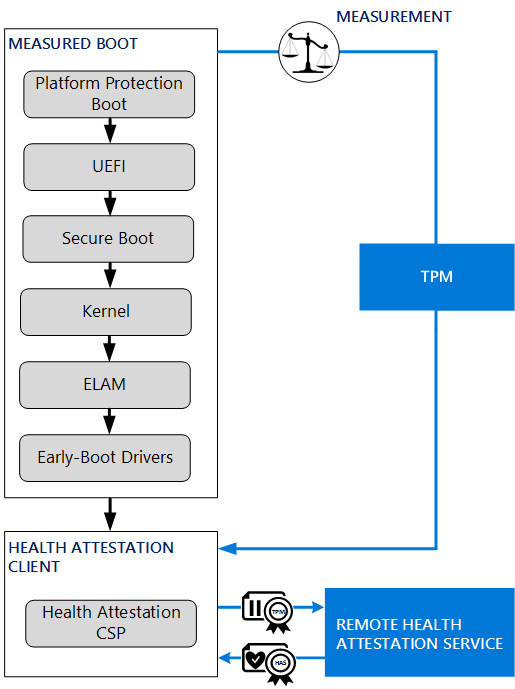 MEASUREMENT
MEASURED BOOT
Platform Protection
Boot
UEFI
Secure Boot
Kernel
ELAM
Early-Boot Drivers
TPM
HEALTH ATTESTATION
CLIENT
Health Attestation
CSP
TPM
HAS
REMOTE HEALTH
ATTESTATION SERVICE